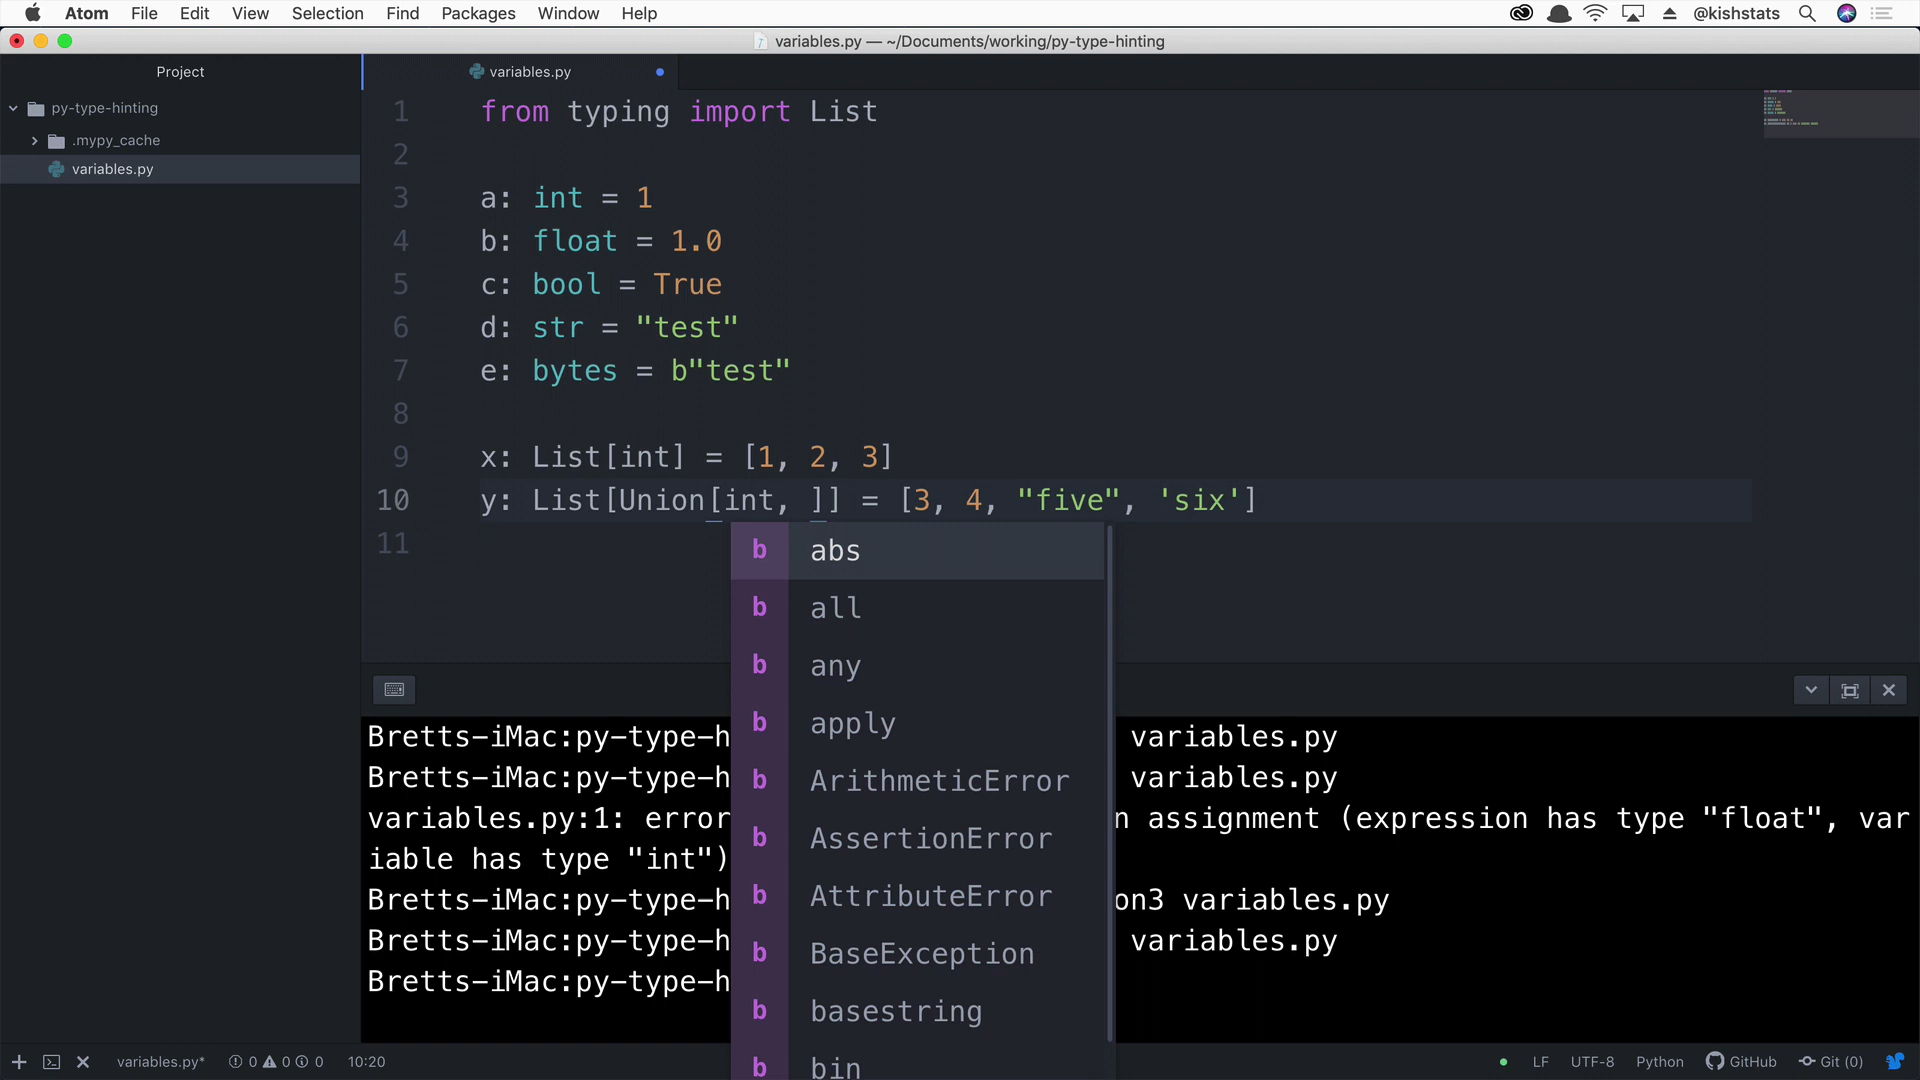 Atom File Edit View Selection Find Packages Window Help @kishstats
variables.py — ~/Documents/working/py-type-hinting
Project
py-type-hinting
.mypy_cache
variables.py
variables.py
1 from typing import List
2
3 a: int = 1
4 b: float = 1.0
5 c: bool = True
6 d: str = "test"
7 e: bytes = b"test"
8
9 x: List[int] = [1, 2, 3]
10 y: List[Union[int, ]] = [3, 4, "five", 'six']
11
b abs
b all
b any
b apply
b ArithmeticError
b AssertionError
b AttributeError
b BaseException
b basestring
b bin
Bretts-iMac:py-type-h variables.py
Bretts-iMac:py-type-h variables.py
variables.py:1: error n assignment (expression has type "float", var
iable has type "int")
Bretts-iMac:py-type-h on3 variables.py
Bretts-iMac:py-type-h variables.py
Bretts-iMac:py-type-h
variables.py* 0 0 0 10:20 LF UTF-8 Python GitHub Git (0)